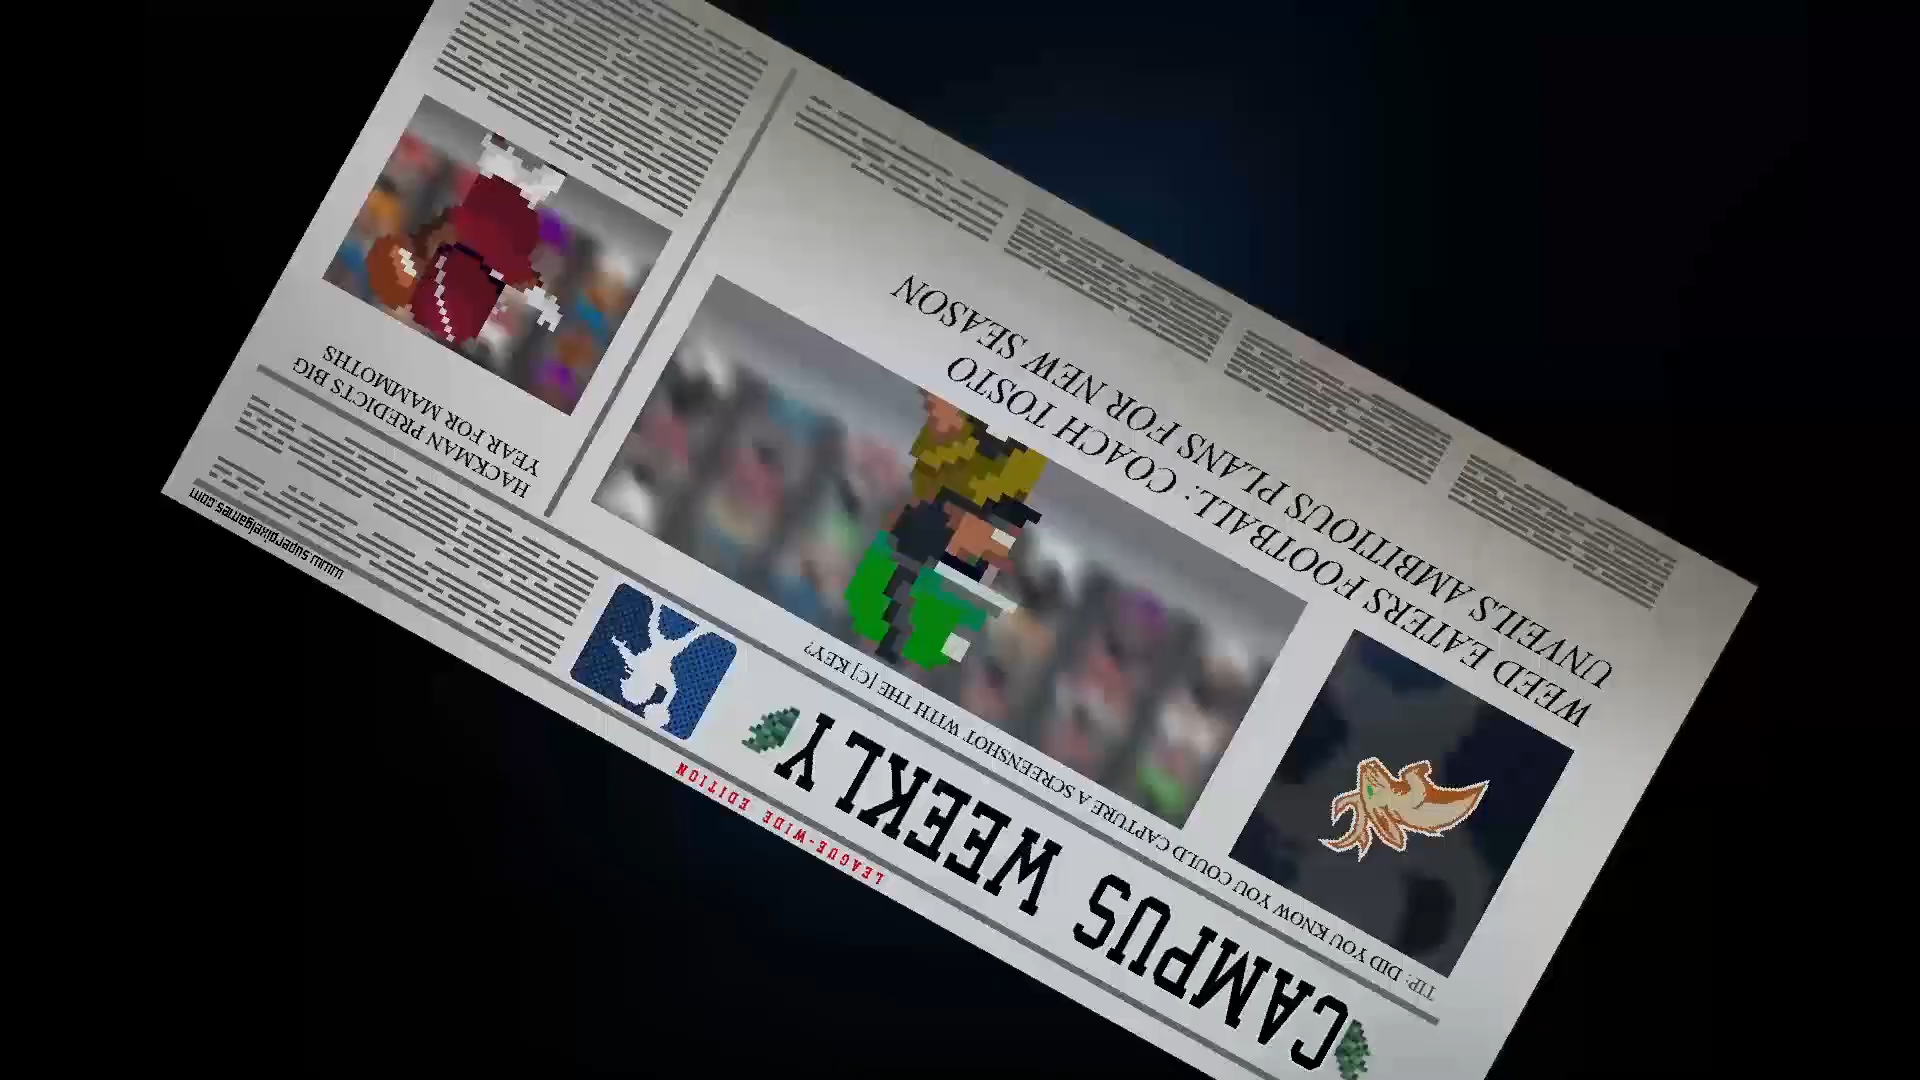 LEAGUE-WIDE EDITION
CAMPUS WEEKLY
TIP: DID YOU KNOW YOU COULD CAPTURE A SCREENSHOT WITH THE [C] KEY?
WEED EATERS FOOTBALL: COACH TOSTO
UNVEILS AMBITIOUS PLANS FOR NEW SEASON
www.superpixelgames.com
HACKMAN PREDICTS BIG
YEAR FOR MAMMOTHS